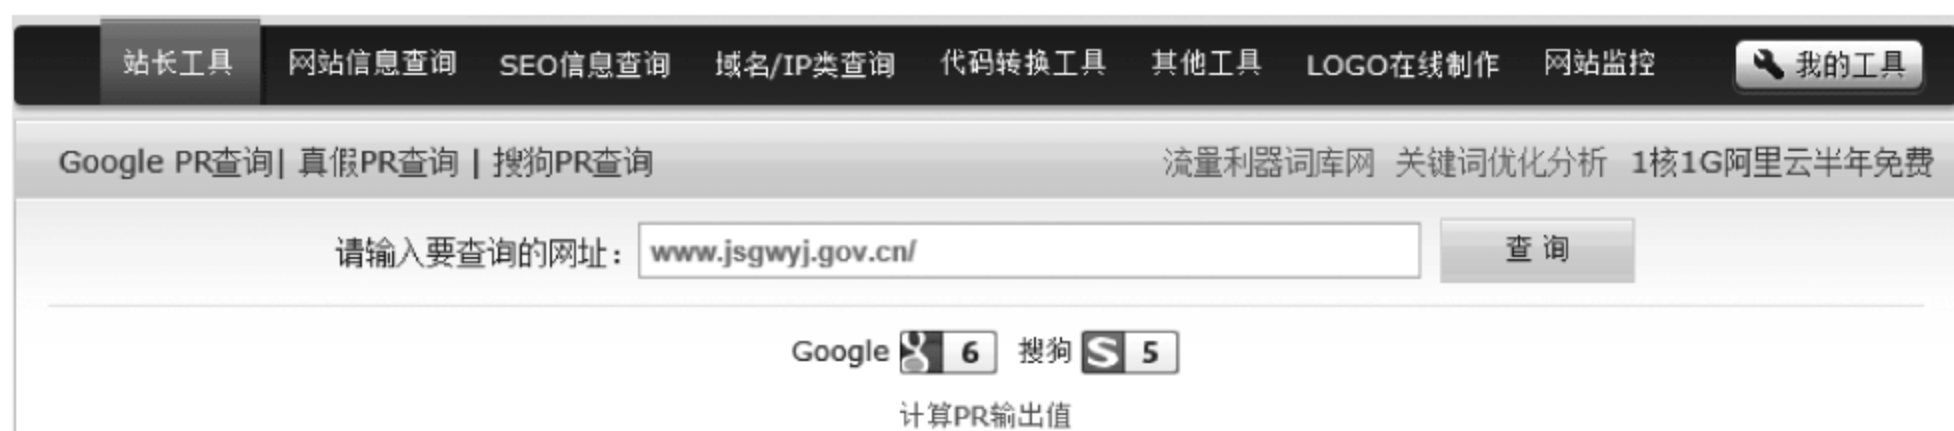 站长工具 网站信息查询 SEO信息查询 域名/IP类查询 代码转换工具 其他工具 LOGO在线制作 网站监控 我的工具
Google PR查询| 真假PR查询 | 搜狗PR查询 流量利器词库网 关键词优化分析 1核1G阿里云半年免费
请输入要查询的网址： www.jsgwyj.gov.cn/ 查 询
Google 6 搜狗 S 5
计算PR输出值